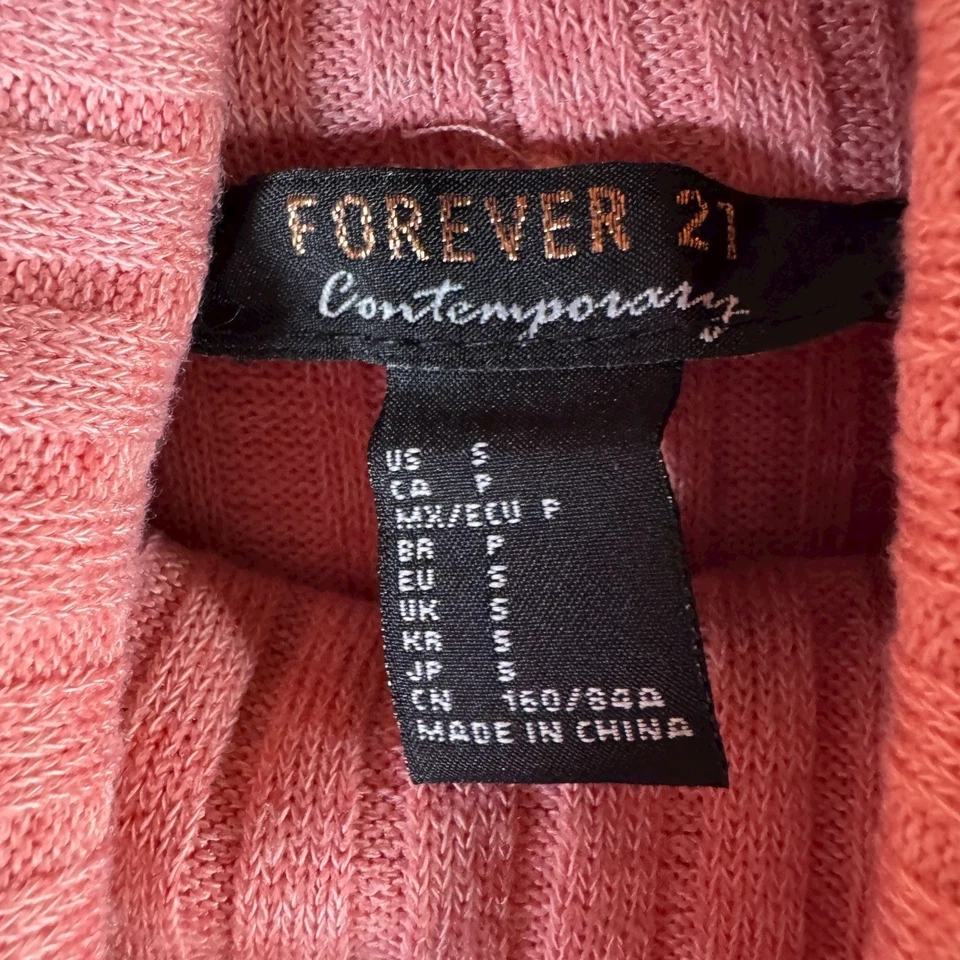 FOREVER 21
Contemporary
US S
CA P
MX/ECU P
BR P
EU S
UK S
KR S
JP S
CN 160/84A
MADE IN CHINA